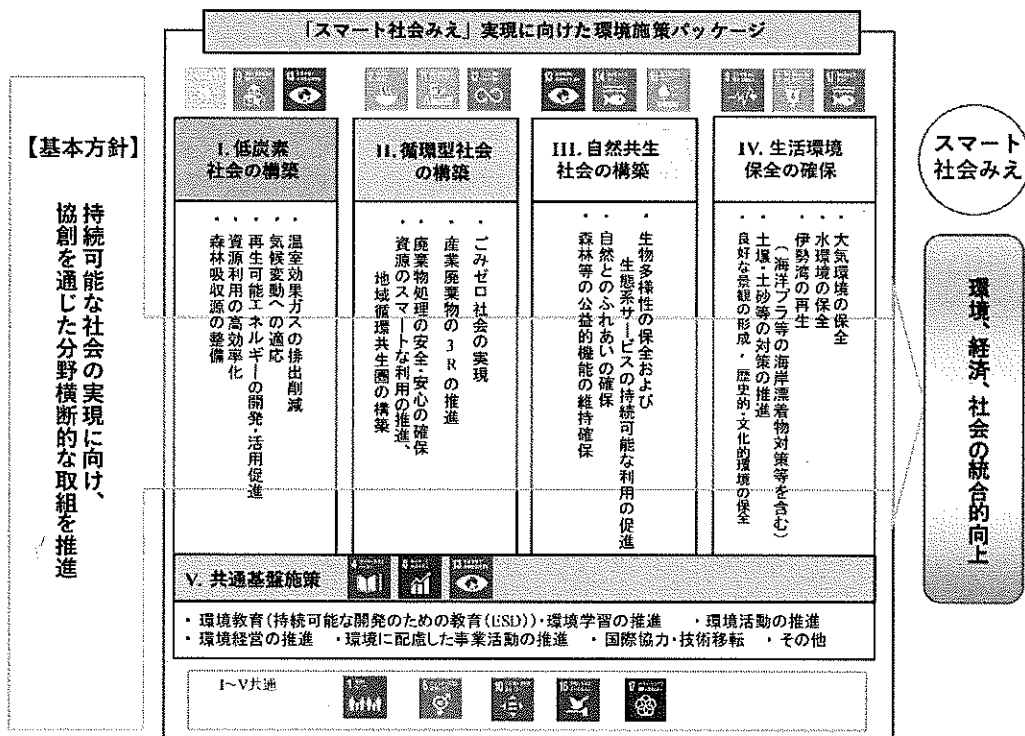 「スマート社会みえ」実現に向けた環境施策パッケージ
【基本方針】
持続可能な社会の実現に向け、
協創を通じた分野横断的な取組を推進
I. 低炭素
社会の構築
・温室効果ガスの排出削減
・気候変動への適応
・再生可能エネルギーの開発・活用促進
・資源利用の高効率化
・森林吸収源の整備
II. 循環型社会
の構築
・ごみゼロ社会の実現
・産業廃棄物の3Rの推進
・廃棄物処理の安全・安心の確保
・資源のスマートな利用の推進、
地域循環共生圏の構築
III. 自然共生
社会の構築
・生物多様性の保全および
生態系サービスの持続可能な利用の促進
・自然とのふれあいの確保
・森林等の公益的機能の維持確保
IV. 生活環境
保全の確保
・大気環境の保全
・水環境の保全
・伊勢湾の再生
(海洋プラ等の海岸漂着物対策等を含む)
・土壌・土砂等の対策の推進
・良好な景観の形成・歴史的・文化的環境の保全
スマート
社会みえ
環境、経済、社会の統合的向上
V. 共通基盤施策
・環境教育(持続可能な開発のための教育(ESD))・環境学習の推進 ・環境活動の推進
・環境経営の推進 ・環境に配慮した事業活動の推進 ・国際協力・技術移転 ・その他
I～V共通